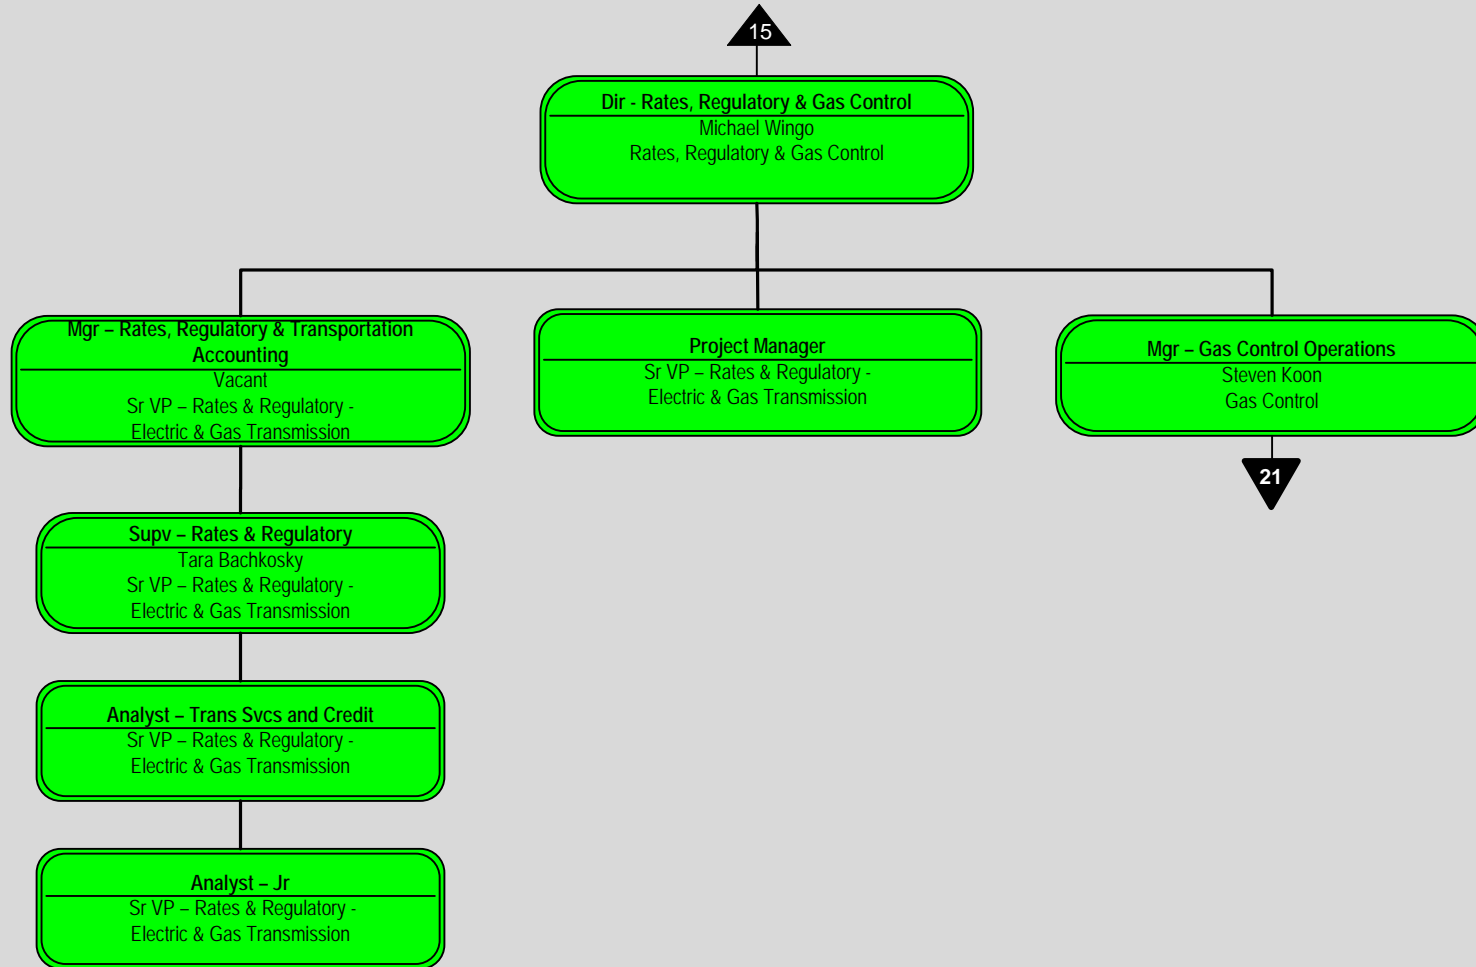 15
Dir - Rates, Regulatory & Gas Control
Michael Wingo
Rates, Regulatory & Gas Control
Mgr – Rates, Regulatory & Transportation
Accounting
Vacant
Sr VP – Rates & Regulatory -
Electric & Gas Transmission
Project Manager
Sr VP – Rates & Regulatory -
Electric & Gas Transmission
Mgr – Gas Control Operations
Steven Koon
Gas Control
21
Supv – Rates & Regulatory
Tara Bachkosky
Sr VP – Rates & Regulatory -
Electric & Gas Transmission
Analyst – Trans Svcs and Credit
Sr VP – Rates & Regulatory -
Electric & Gas Transmission
Analyst – Jr
Sr VP – Rates & Regulatory -
Electric & Gas Transmission